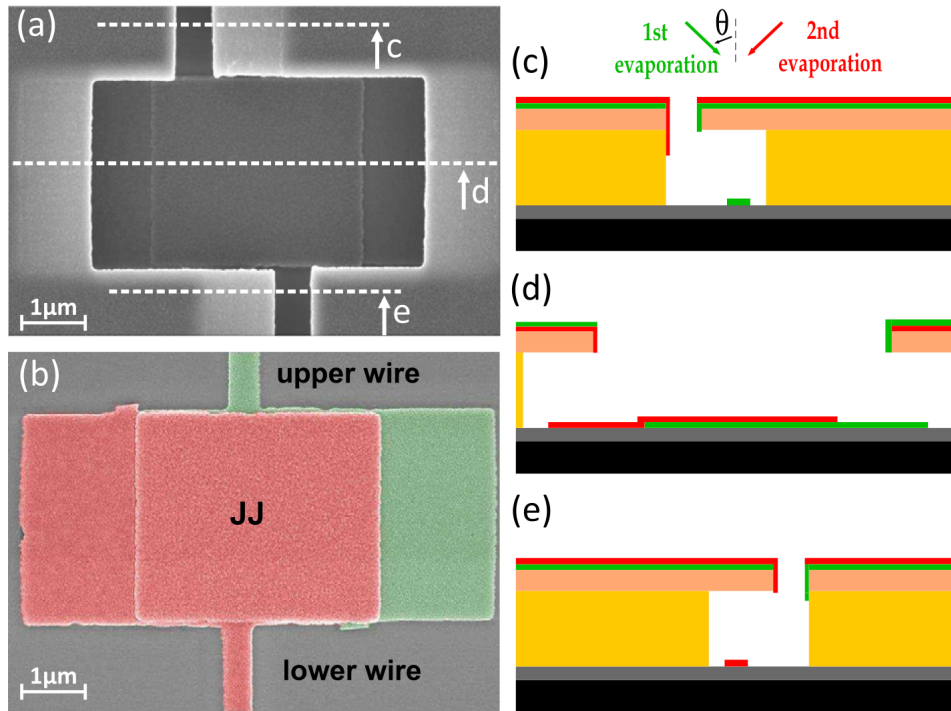 (a)
c
d
e
1µm
(b)
upper wire
JJ
lower wire
1µm
θ
1st
evaporation
2nd
evaporation
(c)
(d)
(e)